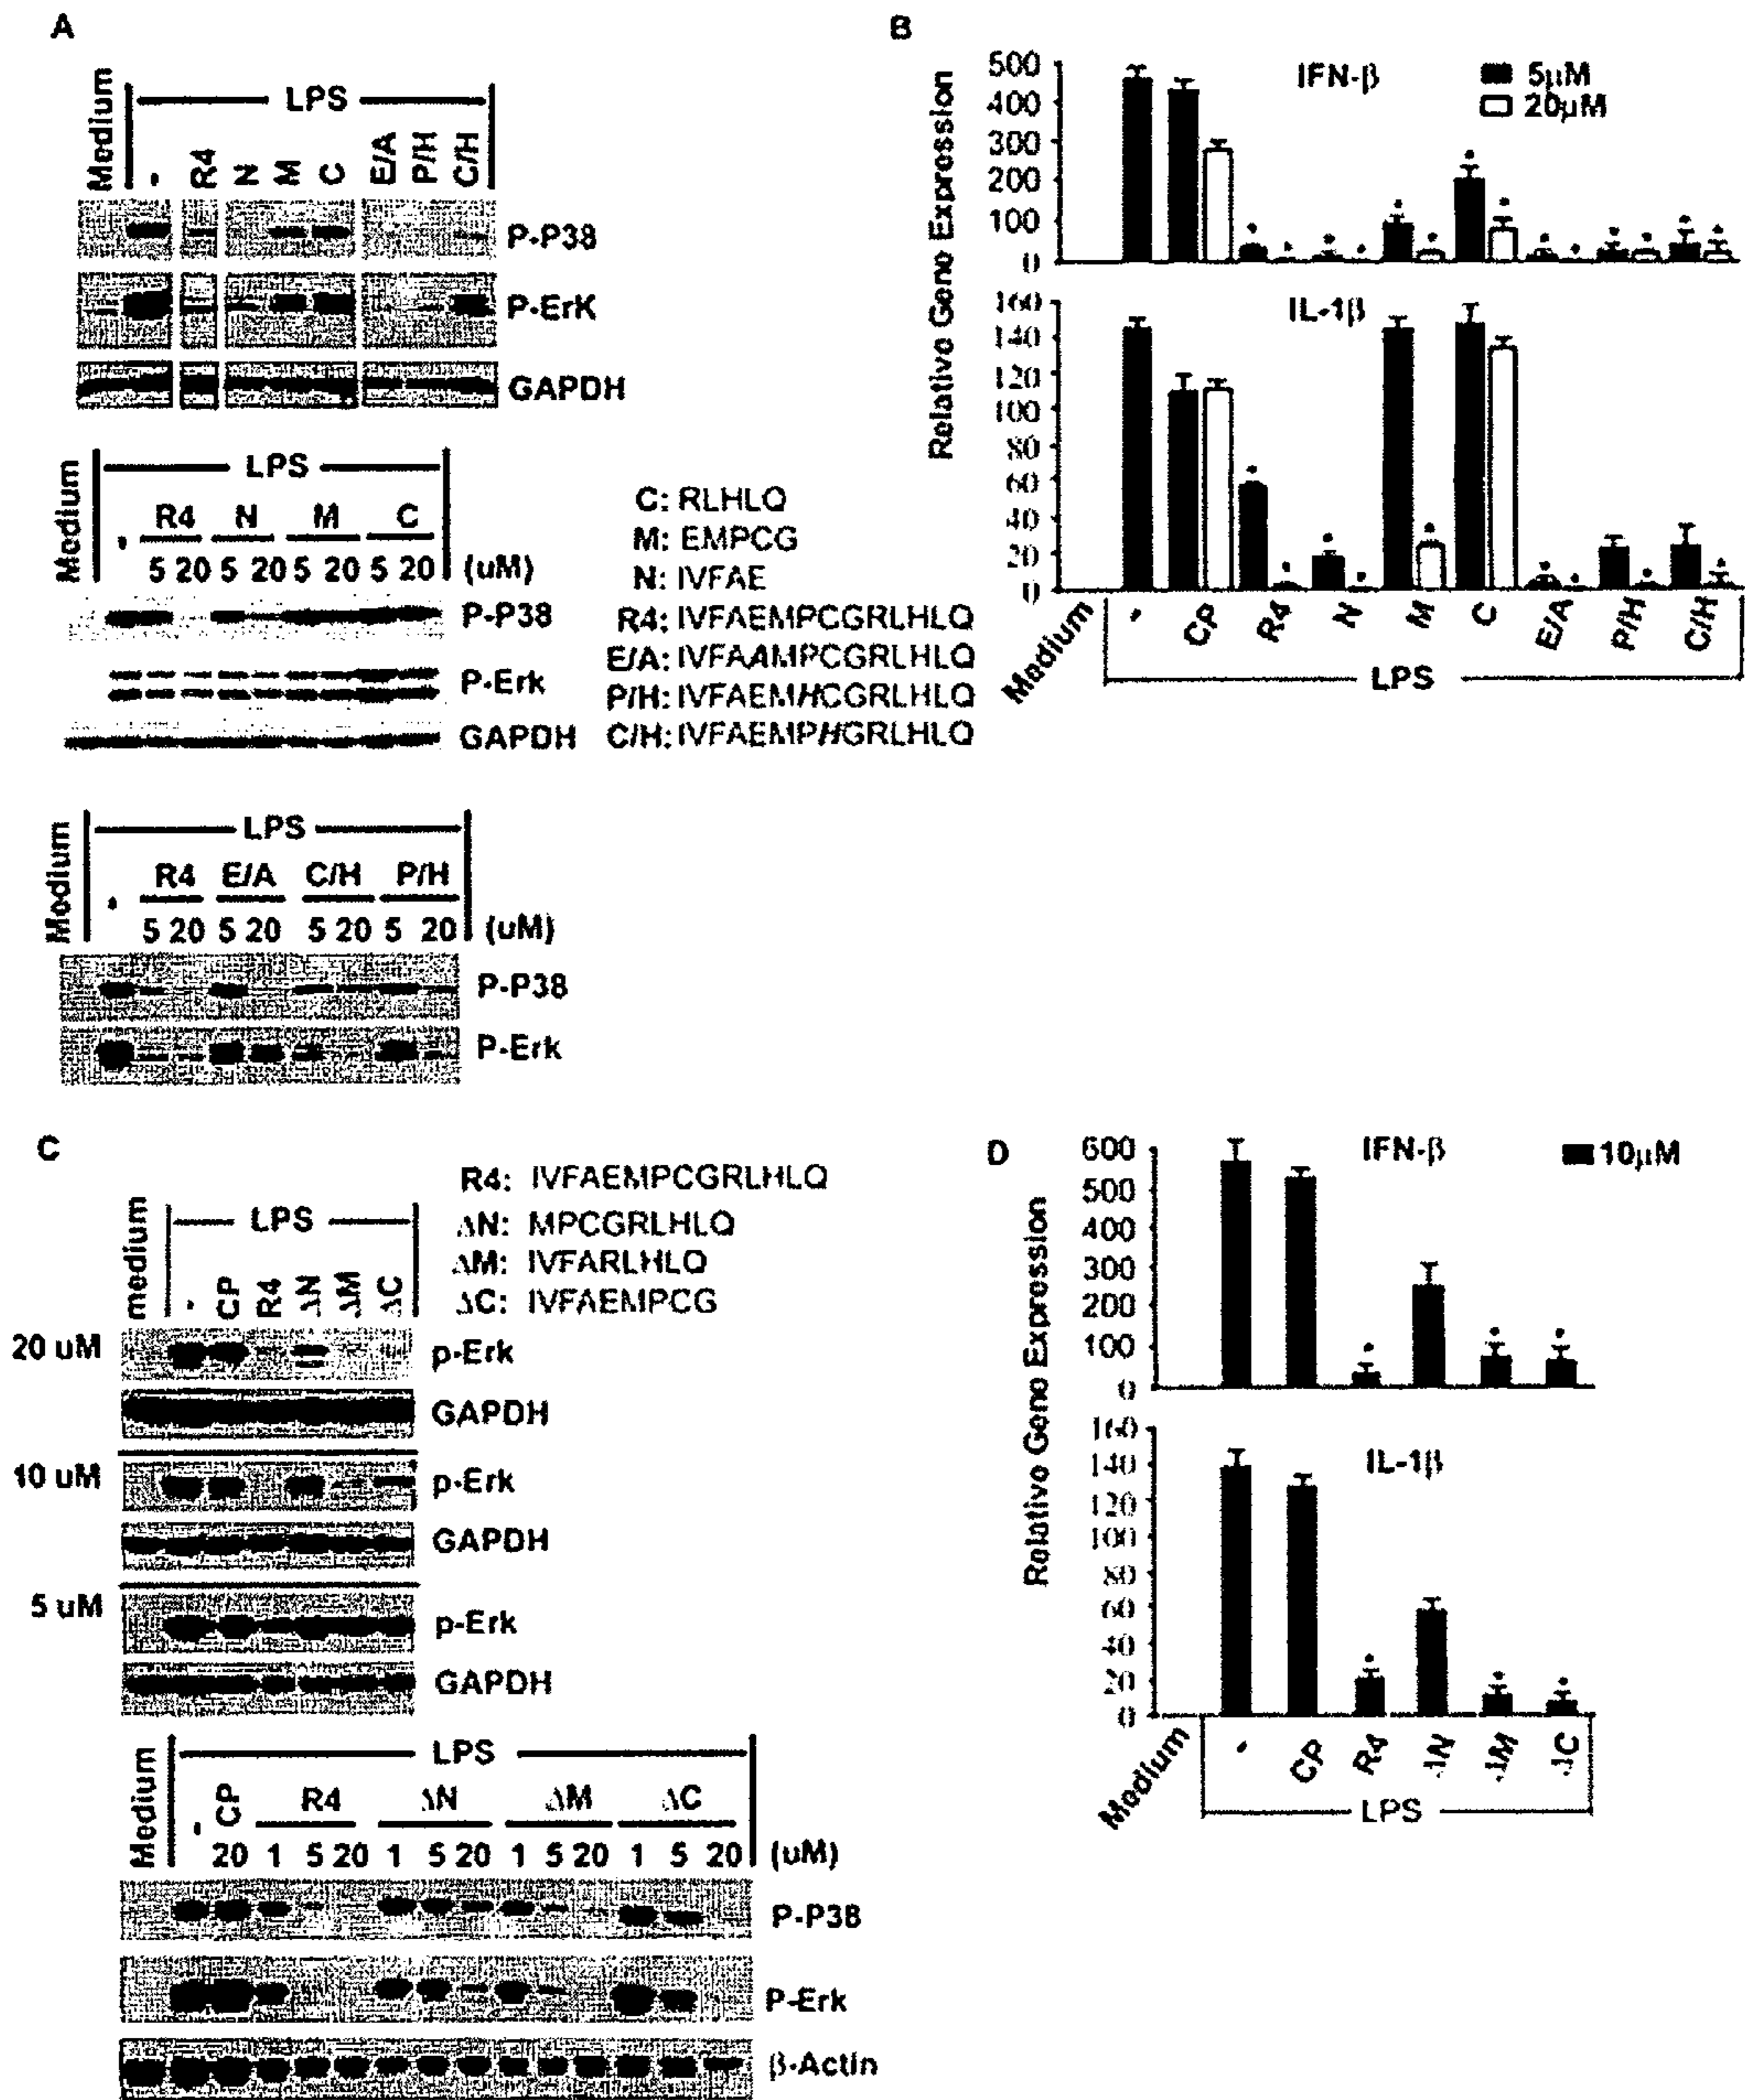 A
Medium
LPS
- R4 N M C E/A P/H C/H
P-P38
P-ErK
GAPDH
Medium
LPS
- R4 N M C
5 20 5 20 5 20 5 20 (uM)
P-P38
P-Erk
GAPDH
C: RLHLQ
M: EMPCG
N: IVFAE
R4: IVFAEMPCGRLHLQ
E/A: IVFAAMPCGRLHLQ
P/H: IVFAEMHCGRLHLQ
C/H: IVFAEMPHGRLHLQ
Medium
LPS
- R4 E/A C/H P/H
5 20 5 20 5 20 5 20 (uM)
P-P38
P-Erk
B
Relative Gene Expression
500
400
300
200
100
0
IFN-β
5μM
20μM
160
140
120
100
80
60
40
20
0
IL-1β
Medium - CP R4 N M C E/A P/H C/H
LPS
C
R4: IVFAEMPCGRLHLQ
ΔN: MPCGRLHLQ
ΔM: IVFARLHLQ
ΔC: IVFAEMPCG
medium
LPS
- CP R4 ΔN ΔM ΔC
20 uM
p-Erk
GAPDH
10 uM
p-Erk
GAPDH
5 uM
p-Erk
GAPDH
Medium
LPS
- CP R4 ΔN ΔM ΔC
20 1 5 20 1 5 20 1 5 20 1 5 20 (uM)
P-P38
P-Erk
β-Actin
D
Relative Gene Expression
600
500
400
300
200
100
0
IFN-β
10μM
160
140
120
100
80
60
40
20
0
IL-1β
Medium - CP R4 ΔN ΔM ΔC
LPS